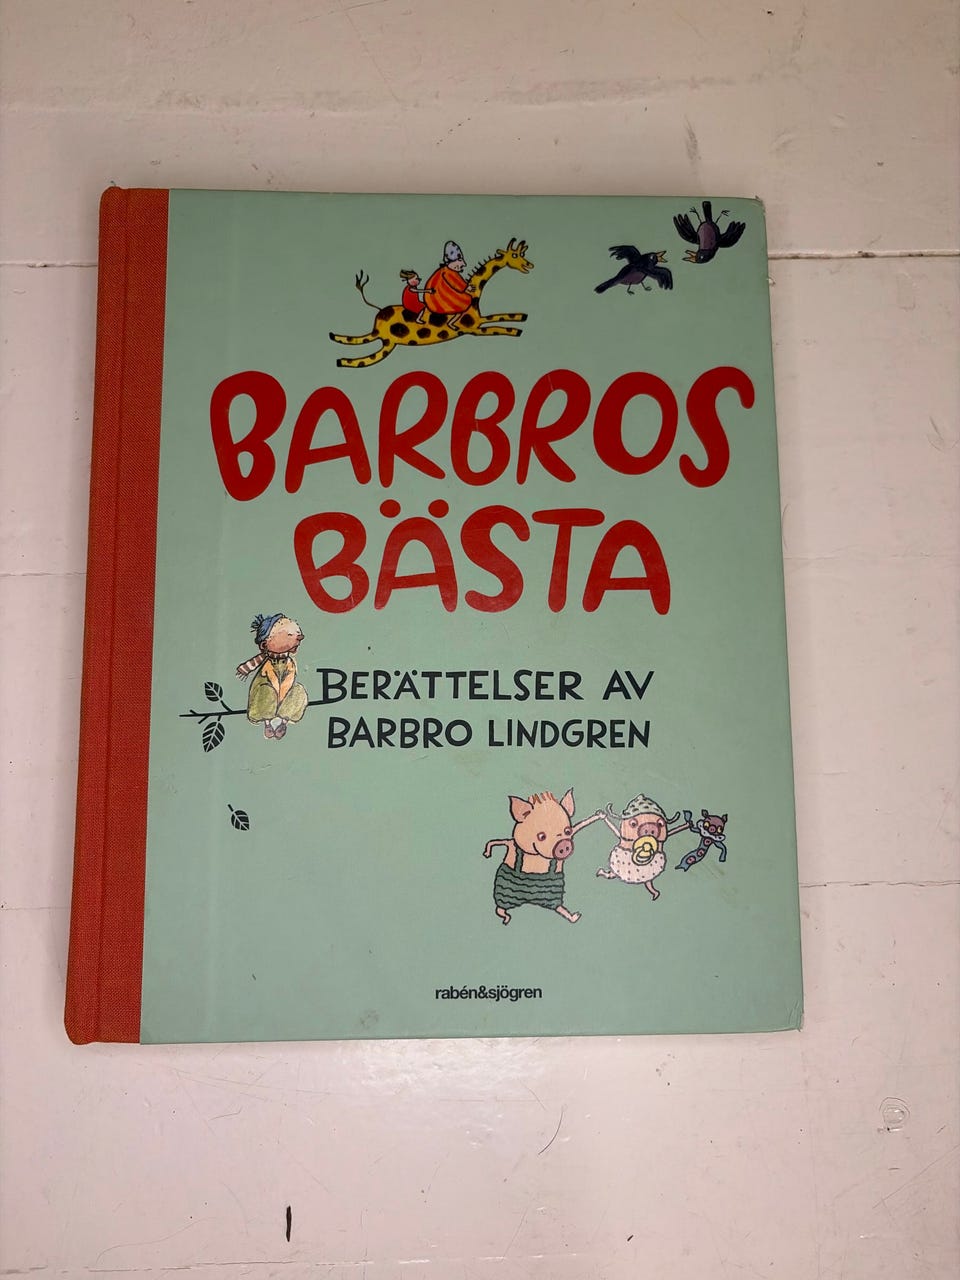 BARBROS
BÄSTA
BERÄTTELSER AV
BARBRO LINDGREN
rabén&sjögren